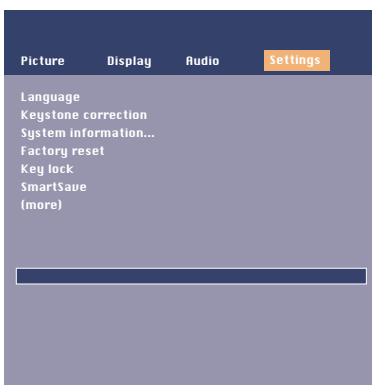 Picture Display Audio Settings
Language
Keystone correction
System information...
Factory reset
Key lock
SmartSave
(more)